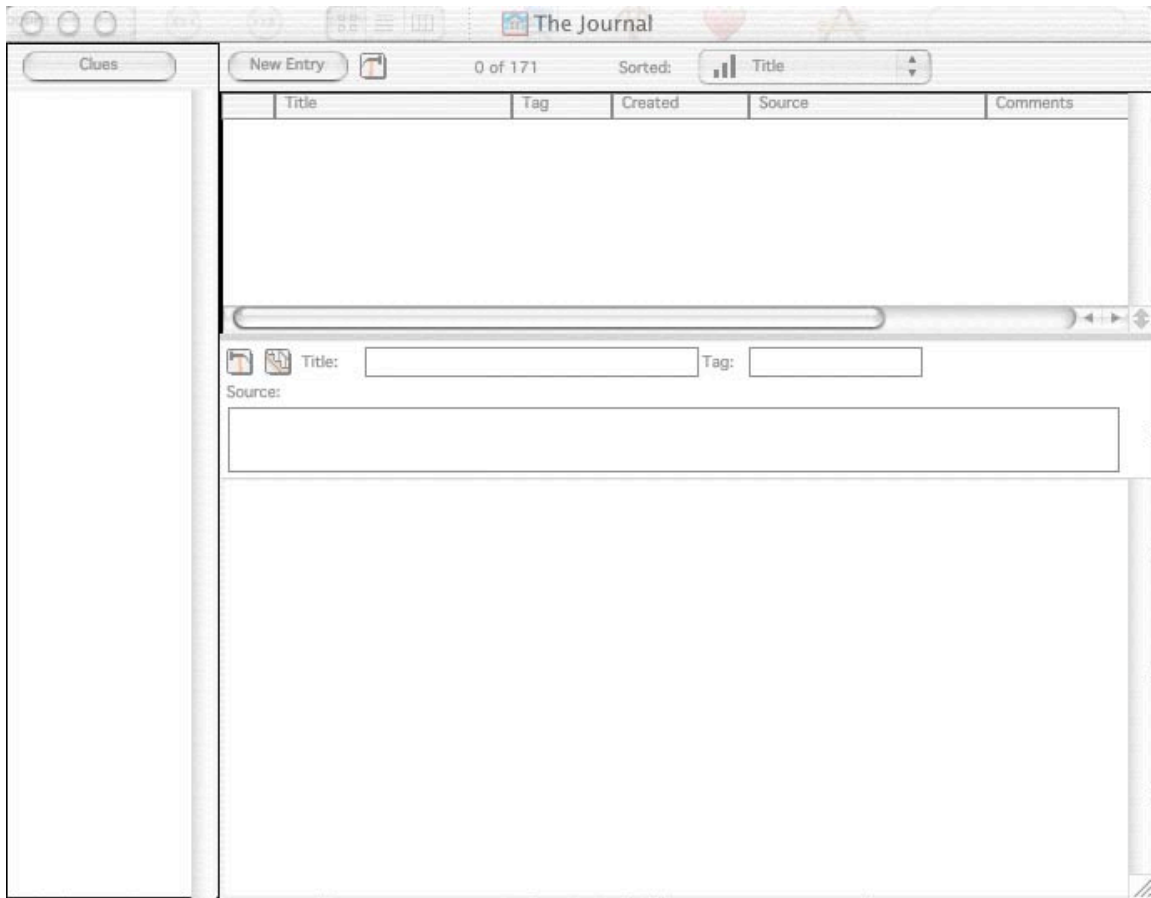 The Journal
Clues
New Entry
0 of 171
Sorted:
Title
Title
Tag
Created
Source
Comments
Title:
Tag:
Source: